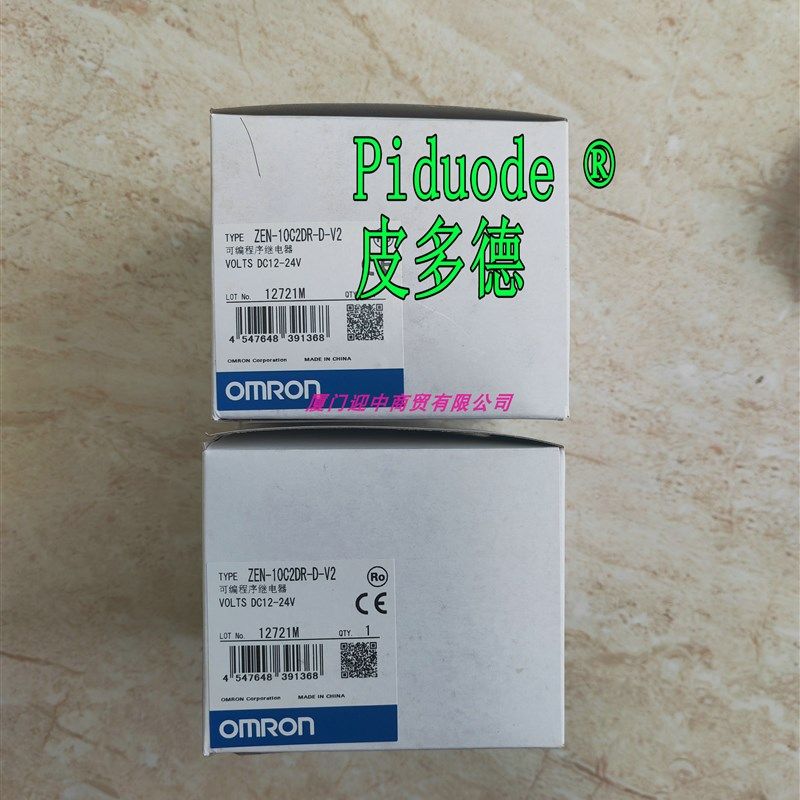 Piduode ®
皮多德
TYPE ZEN-10C2DR-D-V2
可编程序继电器
VOLTS DC12-24V
LOT No. 12721M QTY.
4 547648 391368
OMRON Corporation MADE IN CHINA
OMRON
厦门迎中商贸有限公司
TYPE ZEN-10C2DR-D-V2
Ro
可编程序继电器
VOLTS DC12-24V
CE
LOT No. 12721M QTY. 1
4 547648 391368
OMRON Corporation MADE IN CHINA
OMRON